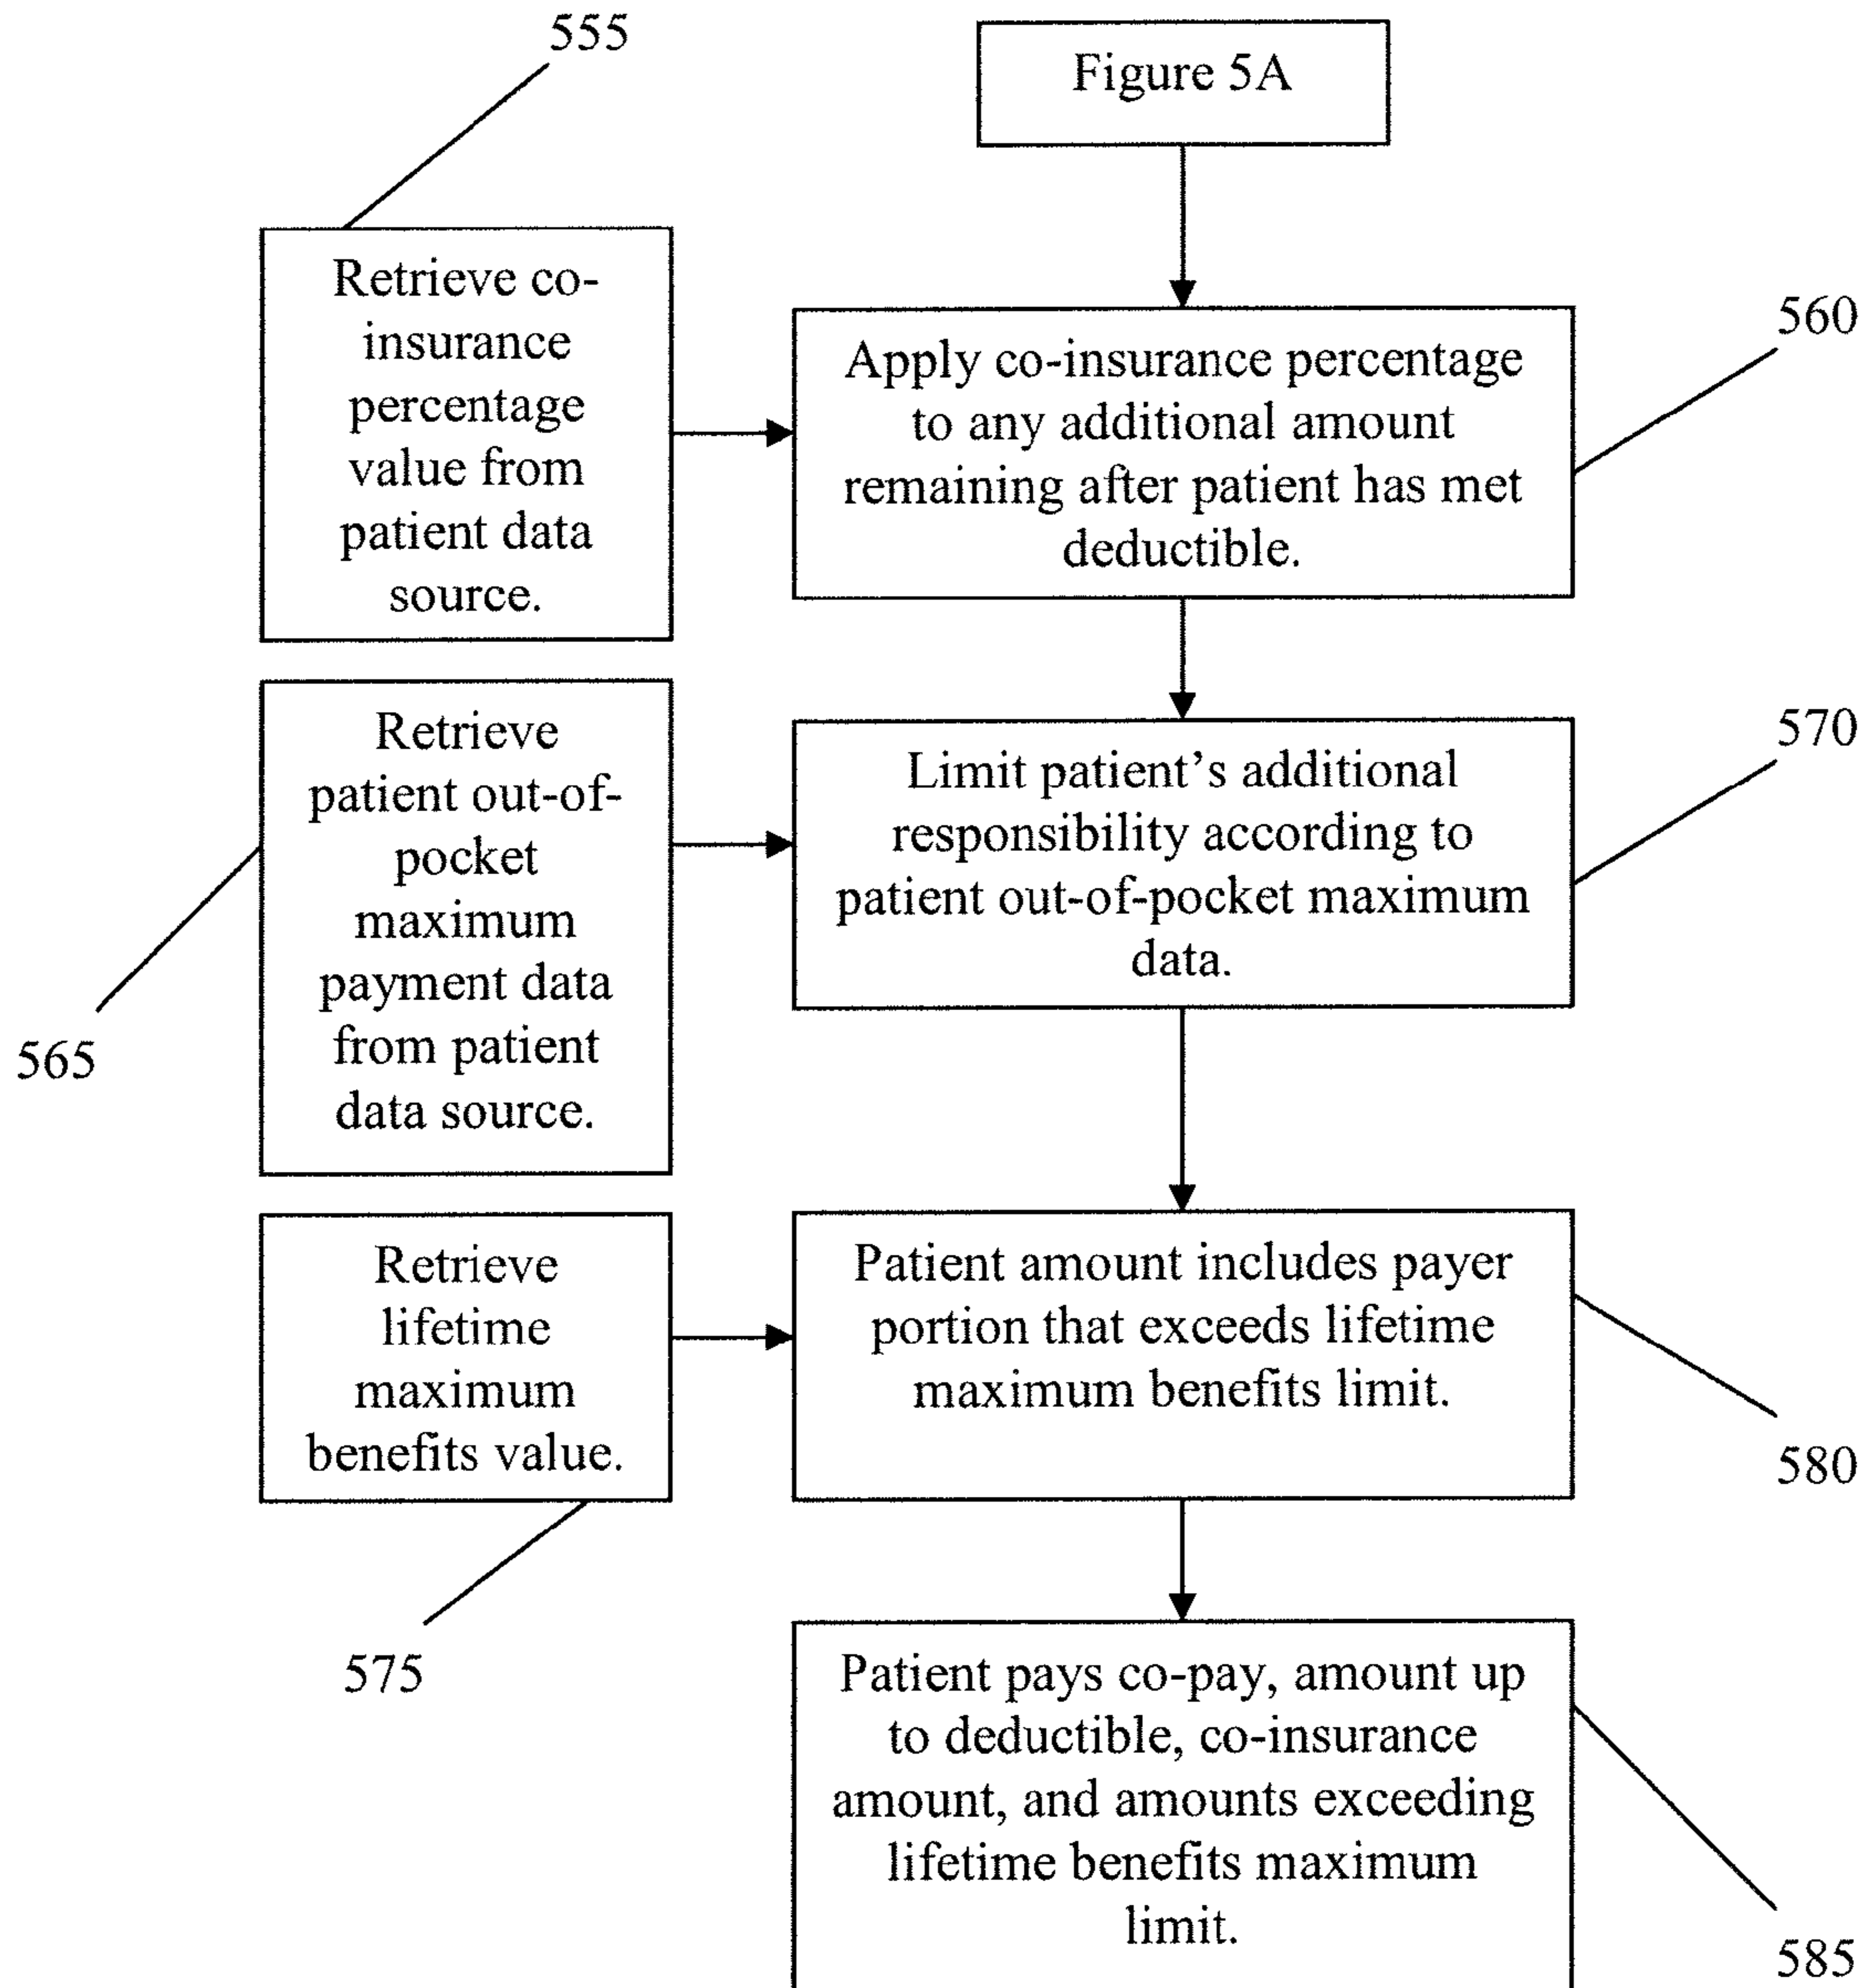 555
Figure 5A
Retrieve co-
insurance
percentage
value from
patient data
source.
560
Apply co-insurance percentage
to any additional amount
remaining after patient has met
deductible.
Retrieve
patient out-of-
pocket
maximum
payment data
from patient
data source.
565
570
Limit patient's additional
responsibility according to
patient out-of-pocket maximum
data.
Retrieve
lifetime
maximum
benefits value.
575
Patient amount includes payer
portion that exceeds lifetime
maximum benefits limit.
580
Patient pays co-pay, amount up
to deductible, co-insurance
amount, and amounts exceeding
lifetime benefits maximum
limit.
585